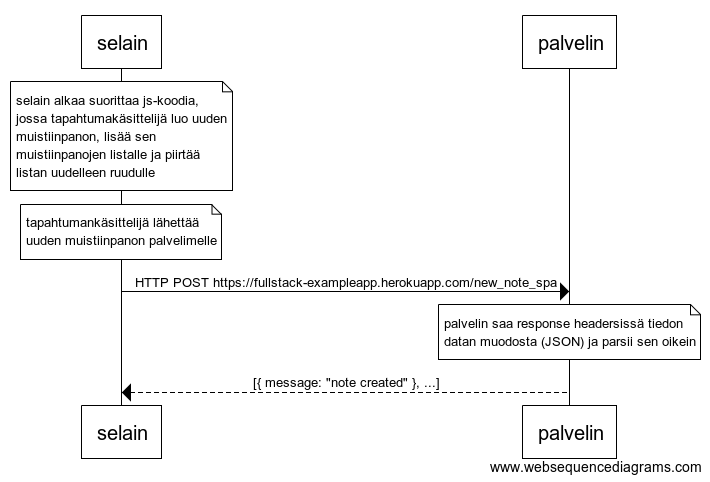 selain
palvelin
selain alkaa suorittaa js-koodia,
jossa tapahtumakäsittelijä luo uuden
muistiinpanon, lisää sen
muistiinpanojen listalle ja piirtää
listan uudelleen ruudulle
tapahtumankäsittelijä lähettää
uuden muistiinpanon palvelimelle
HTTP POST https://fullstack-exampleapp.herokuapp.com/new_note_spa
palvelin saa response headersissä tiedon
datan muodosta (JSON) ja parsii sen oikein
[{ message: "note created" }, ...]
selain
palvelin
www.websequencediagrams.com